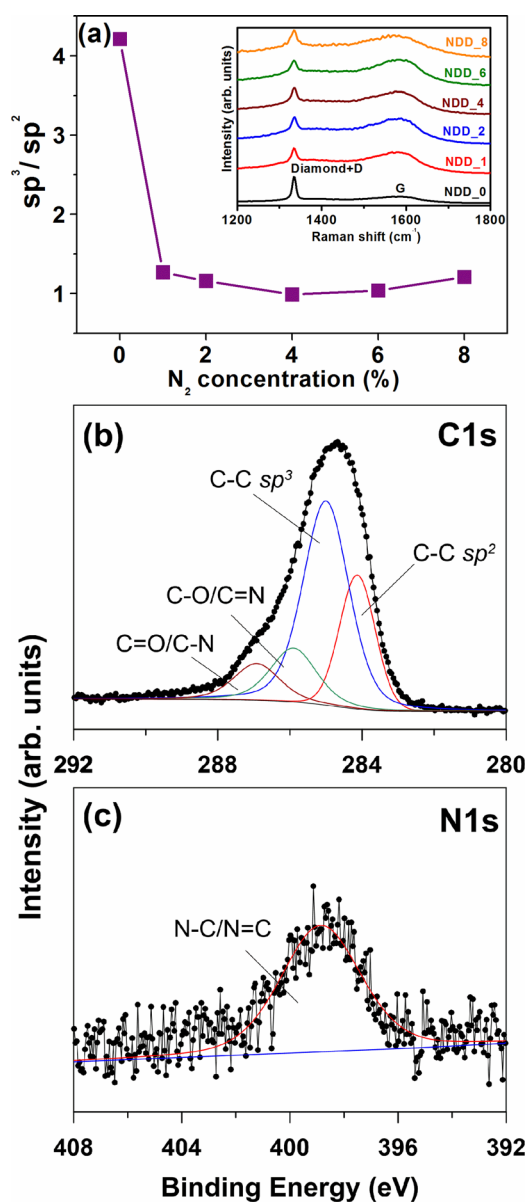 (a)
sp³/ sp²
4
3
2
1
0
2
4
6
8
N₂ concentration (%)
Intensity (arb. units)
NDD_8
NDD_6
NDD_4
NDD_2
NDD_1
Diamond+D
G
NDD_0
1200
1400
1600
1800
Raman shift (cm⁻¹)
(b)
C1s
C-C sp³
C-C sp²
C-O/C=N
C=O/C-N
292
288
284
280
Intensity (arb. units)
(c)
N1s
N-C/N=C
408
404
400
396
392
Binding Energy (eV)